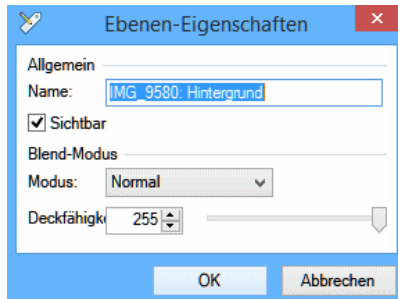 Ebenen-Eigenschaften
Allgemein
Name: IMG_9580: Hintergrund
Sichtbar
Blend-Modus
Modus: Normal
Deckfähigk 255
OK Abbrechen